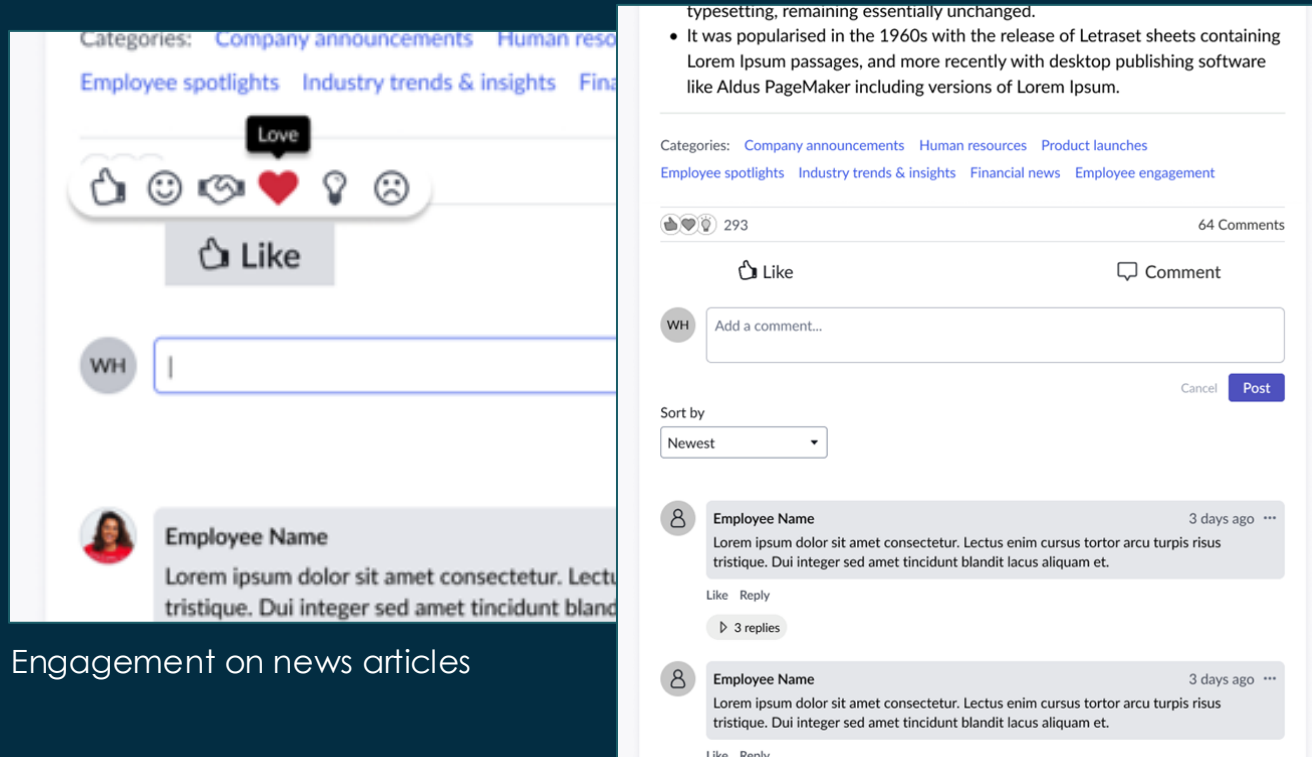 Categories: Company announcements Human reso
Employee spotlights Industry trends & insights Fina
Love
Like
WH
Employee Name
Lorem ipsum dolor sit amet consectetur. Lectu
tristique. Dui integer sed amet tincidunt bland
Engagement on news articles
typesetting, remaining essentially unchanged.
• It was popularised in the 1960s with the release of Letraset sheets containing
Lorem Ipsum passages, and more recently with desktop publishing software
like Aldus PageMaker including versions of Lorem Ipsum.
Categories: Company announcements Human resources Product launches
Employee spotlights Industry trends & insights Financial news Employee engagement
293 64 Comments
Like Comment
WH Add a comment...
Cancel Post
Sort by
Newest
Employee Name 3 days ago ···
Lorem ipsum dolor sit amet consectetur. Lectus enim cursus tortor arcu turpis risus
tristique. Dui integer sed amet tincidunt blandit lacus aliquam et.
Like Reply
3 replies
Employee Name 3 days ago ···
Lorem ipsum dolor sit amet consectetur. Lectus enim cursus tortor arcu turpis risus
tristique. Dui integer sed amet tincidunt blandit lacus aliquam et.
Like Reply